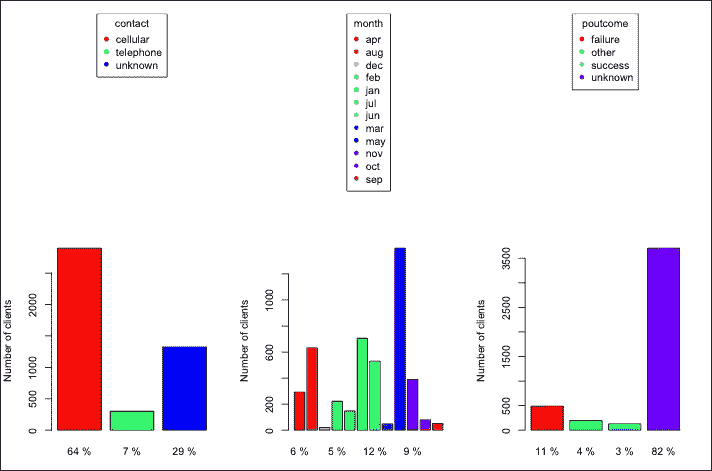 contact
cellular
telephone
unknown
month
apr
aug
dec
feb
jan
jul
jun
mar
may
nov
oct
sep
poutcome
failure
other
success
unknown
Number of clients
0 500 1000 2000
64 % 7 % 29 %
Number of clients
0 200 600 1000
6 % 5 % 12 % 9 %
Number of clients
0 500 1500 2500 3500
11 % 4 % 3 % 82 %